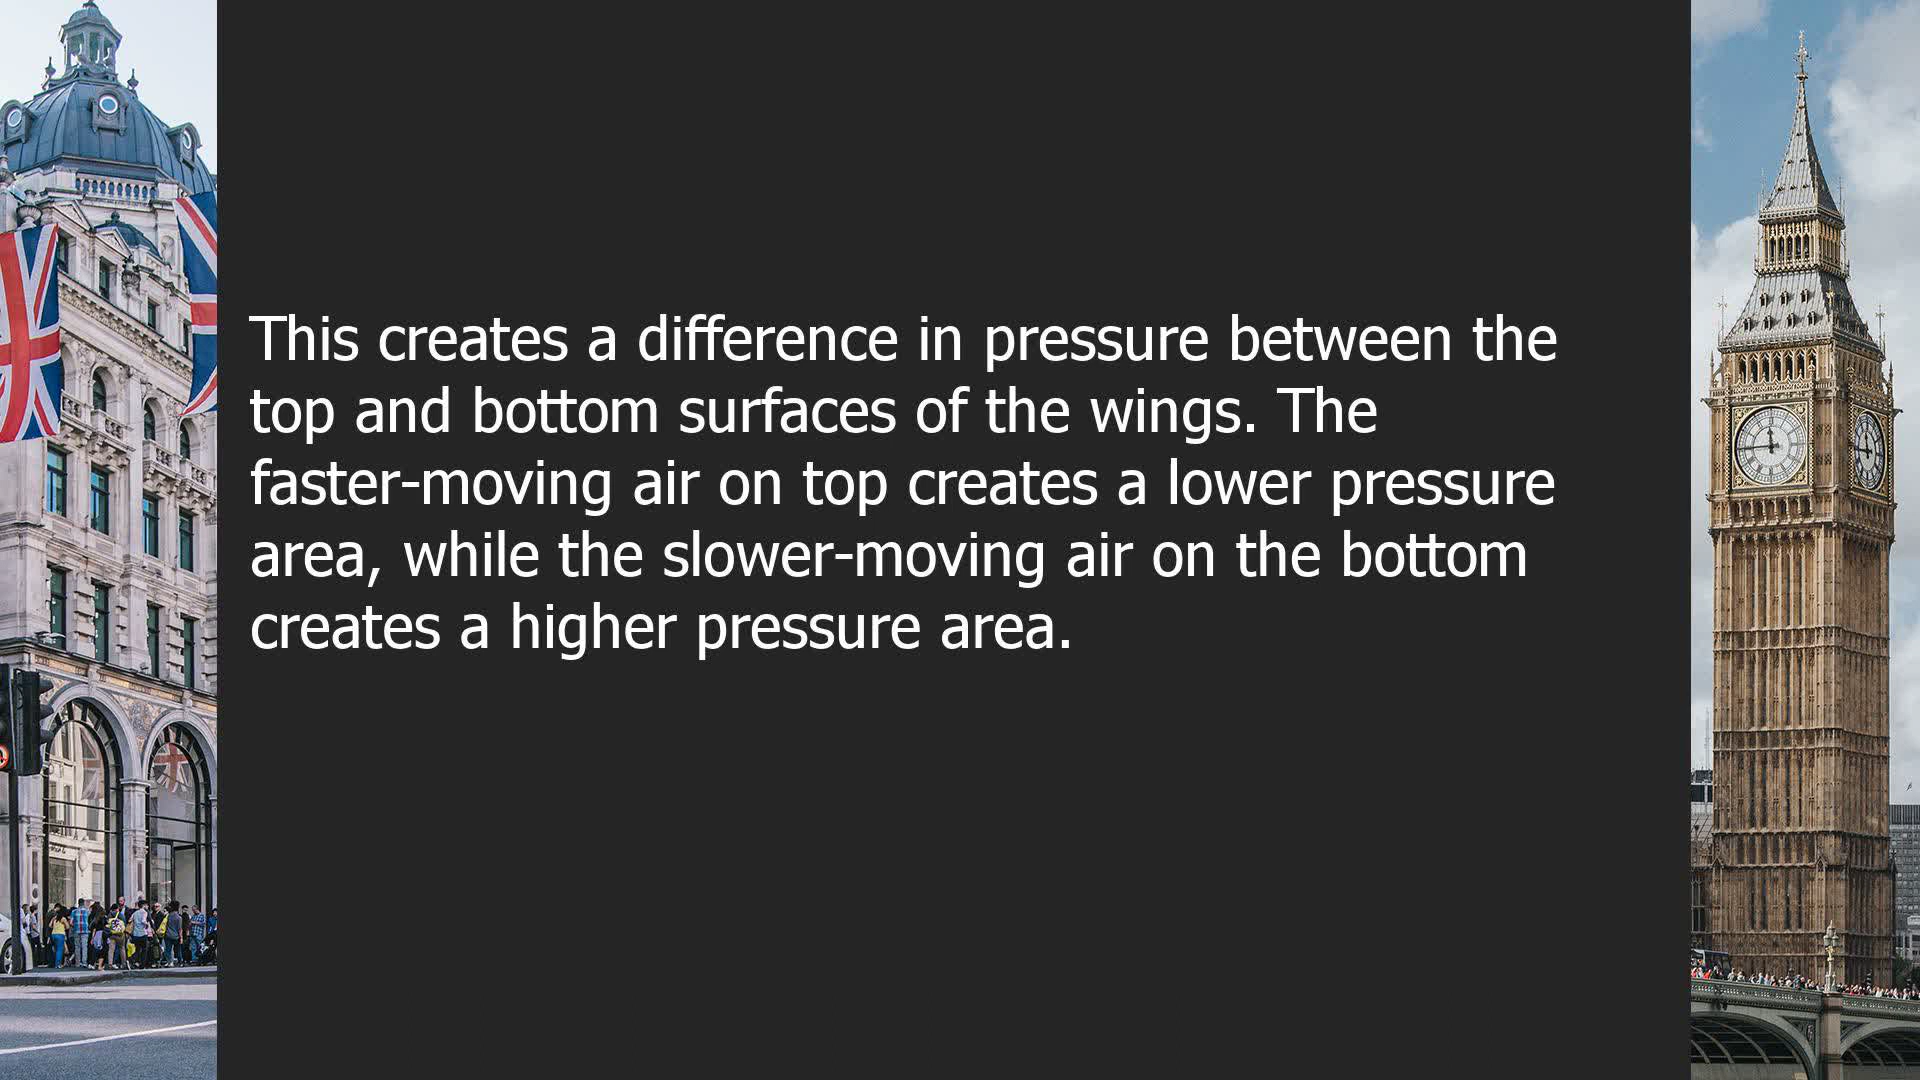 This creates a difference in pressure between the
top and bottom surfaces of the wings. The
faster-moving air on top creates a lower pressure
area, while the slower-moving air on the bottom
creates a higher pressure area.